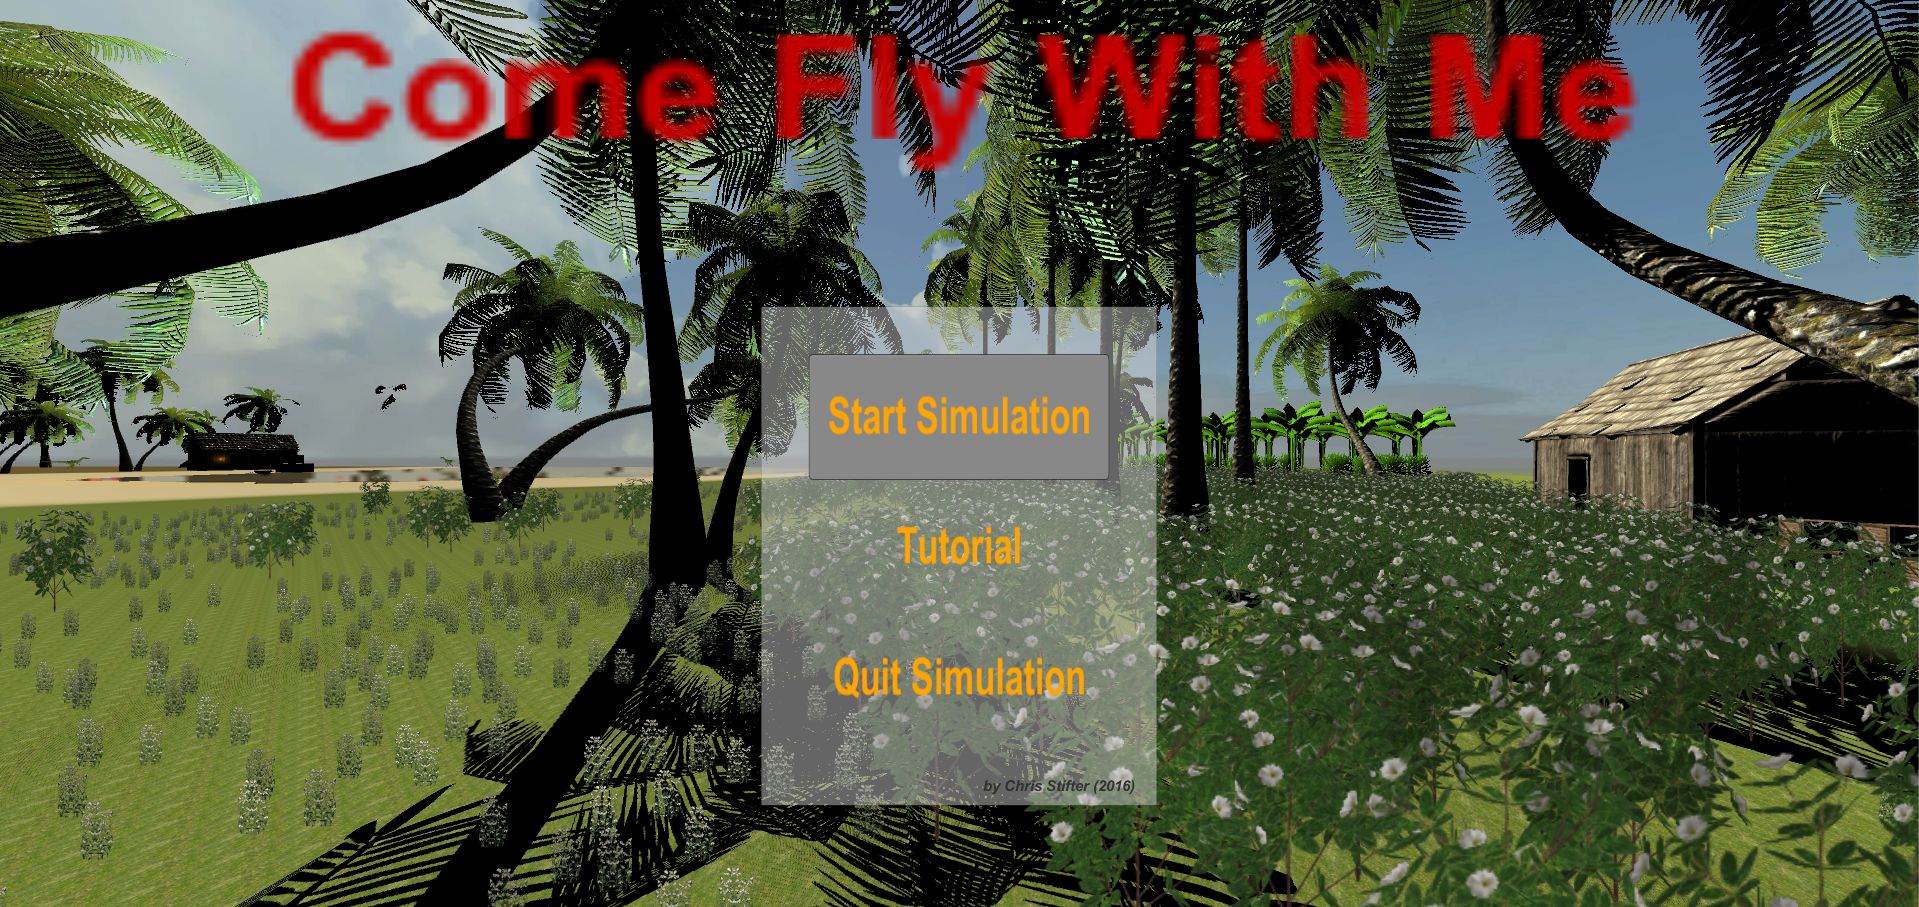 Come Fly With Me
Start Simulation
Tutorial
Quit Simulation
by Chris Stifter (2016)